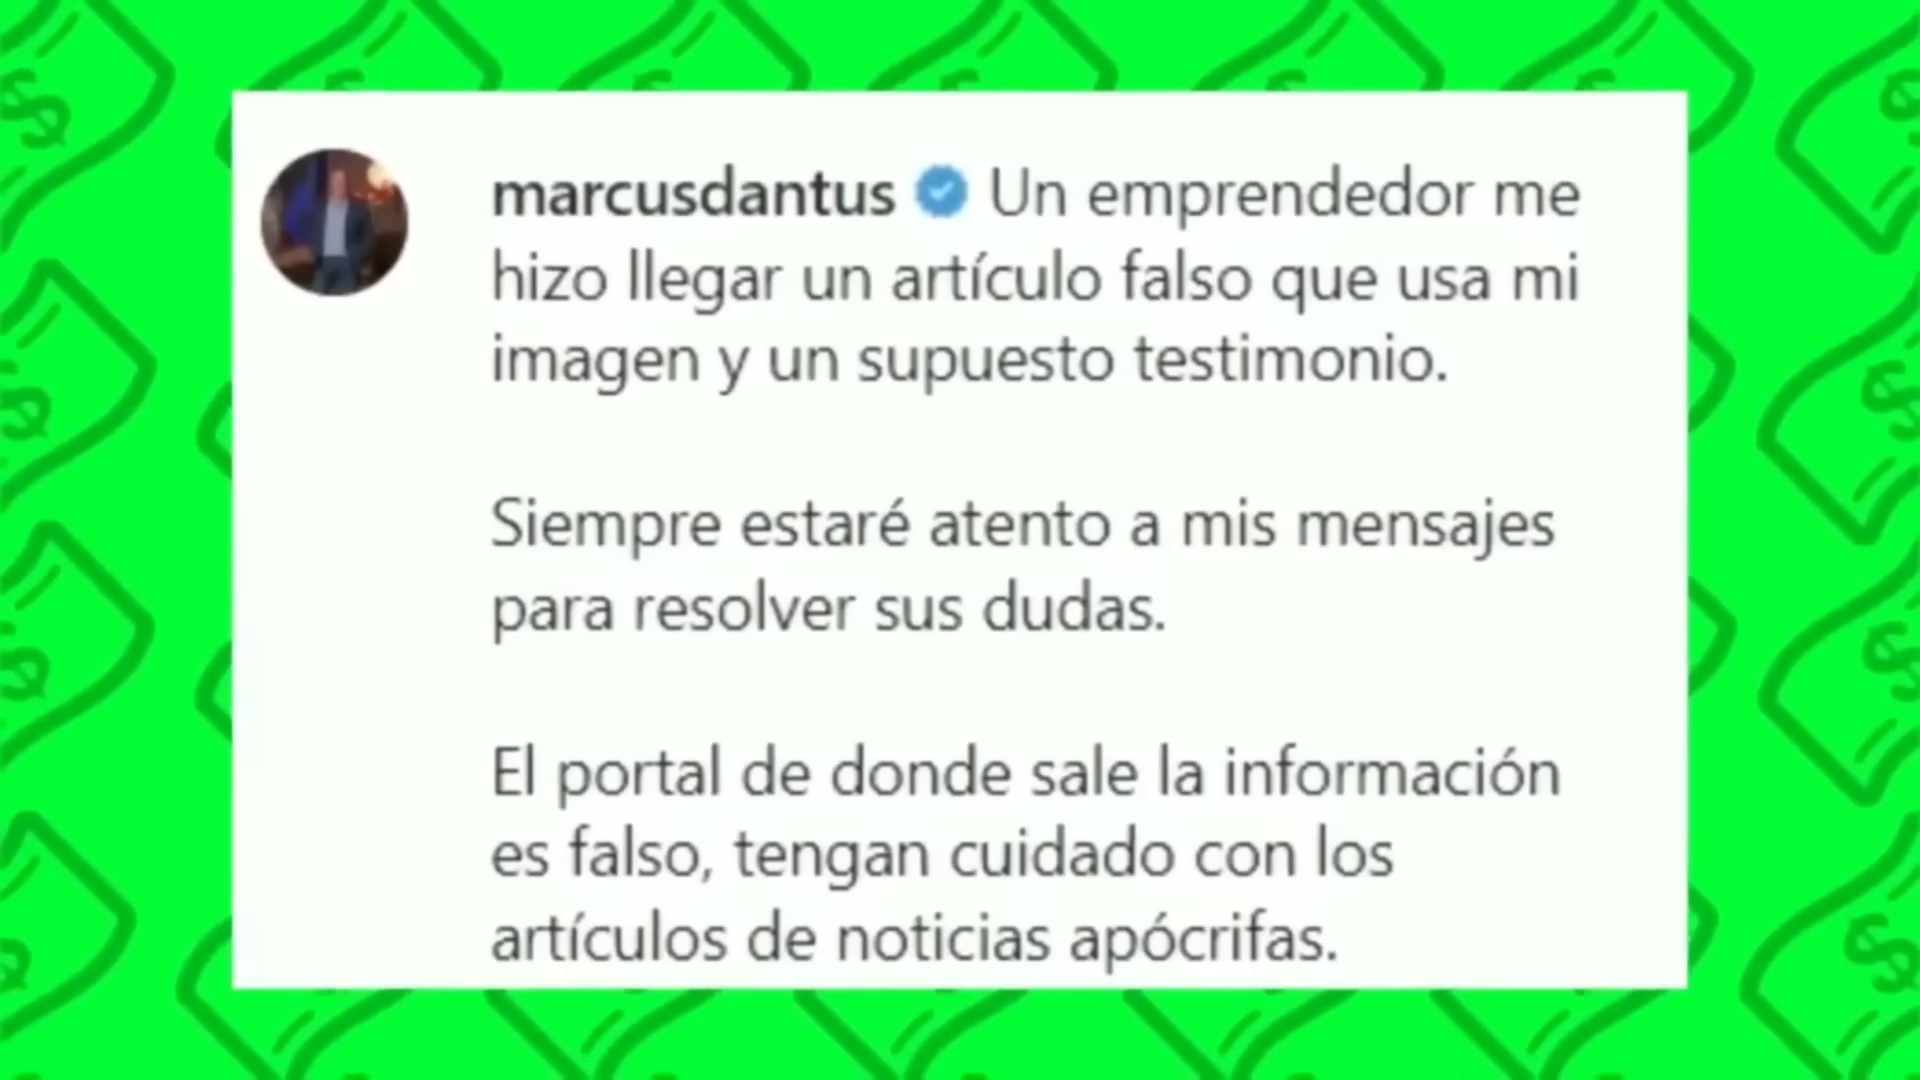 marcusdantus Un emprendedor me
hizo llegar un artículo falso que usa mi
imagen y un supuesto testimonio.
Siempre estaré atento a mis mensajes
para resolver sus dudas.
El portal de donde sale la información
es falso, tengan cuidado con los
artículos de noticias apócrifas.